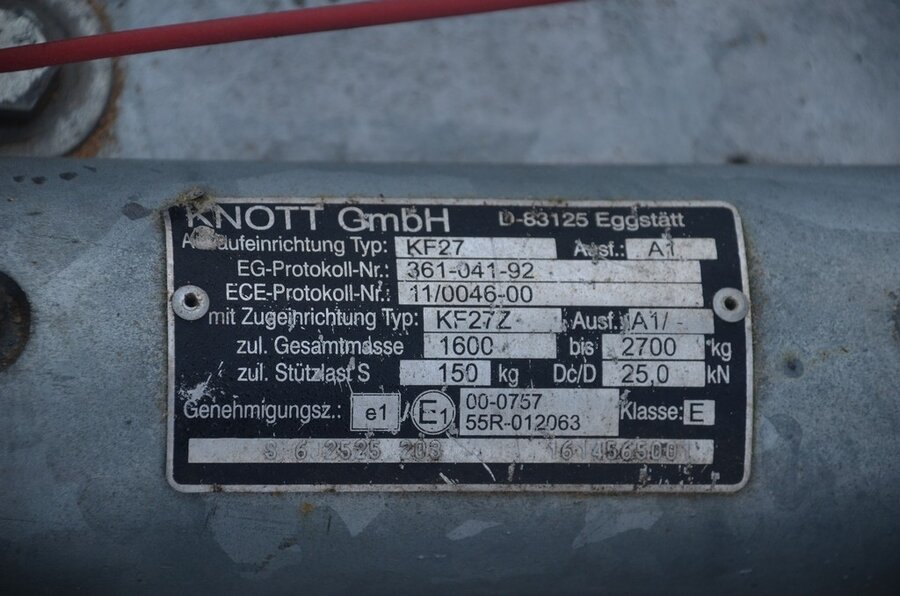 KNOTT GmbH D-83125 Eggstätt
Auflaufeinrichtung Typ: KF27 Ausf.: A1
EG-Protokoll-Nr.: 361-041-92
ECE-Protokoll-Nr.: 11/0046-00
mit Zugeinrichtung Typ: KF27Z Ausf. A1/-
zul. Gesamtmasse 1600 bis 2700 kg
zul. Stützlast S 150 kg Dc/D 25,0 kN
Genehmigungsz.: e1 / E1 00-0757 Klasse: E
55R-012063